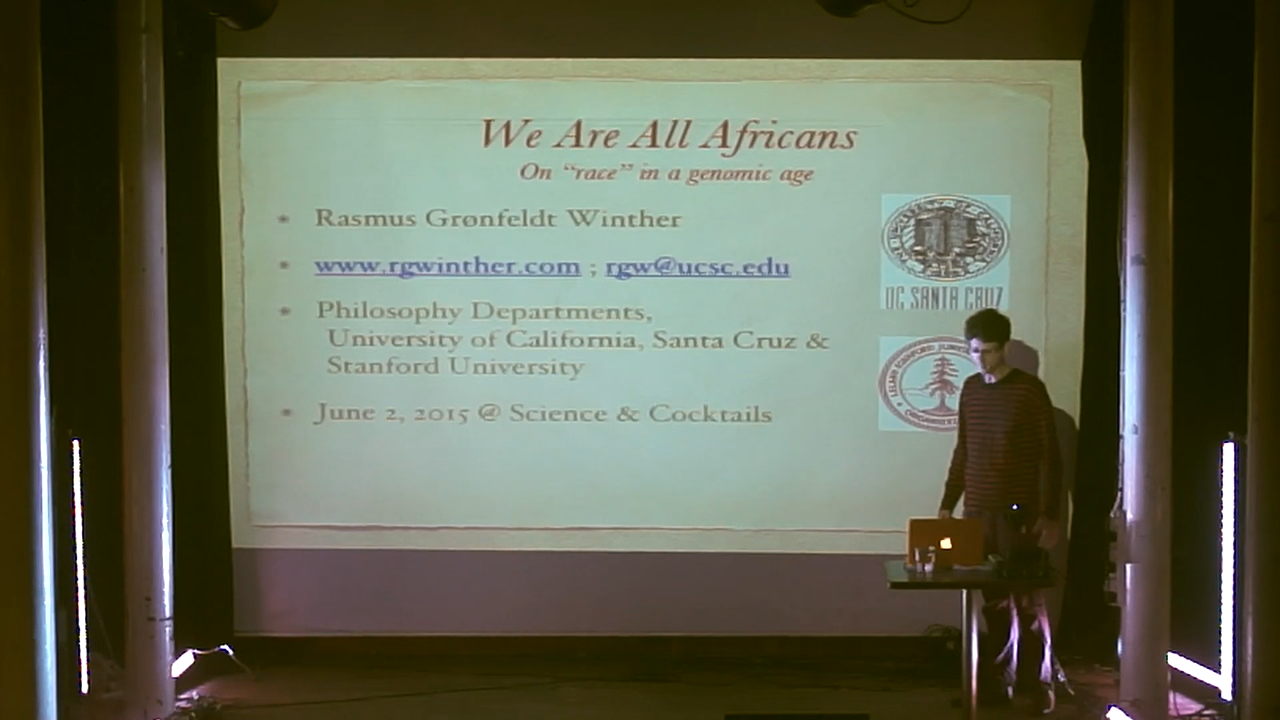 We Are All Africans
On “race” in a genomic age
Rasmus Grønfeldt Winther
www.rgwinther.com ; rgw@ucsc.edu
Philosophy Departments,
University of California, Santa Cruz &
Stanford University
June 2, 2015 @ Science & Cocktails
UC SANTA CRUZ